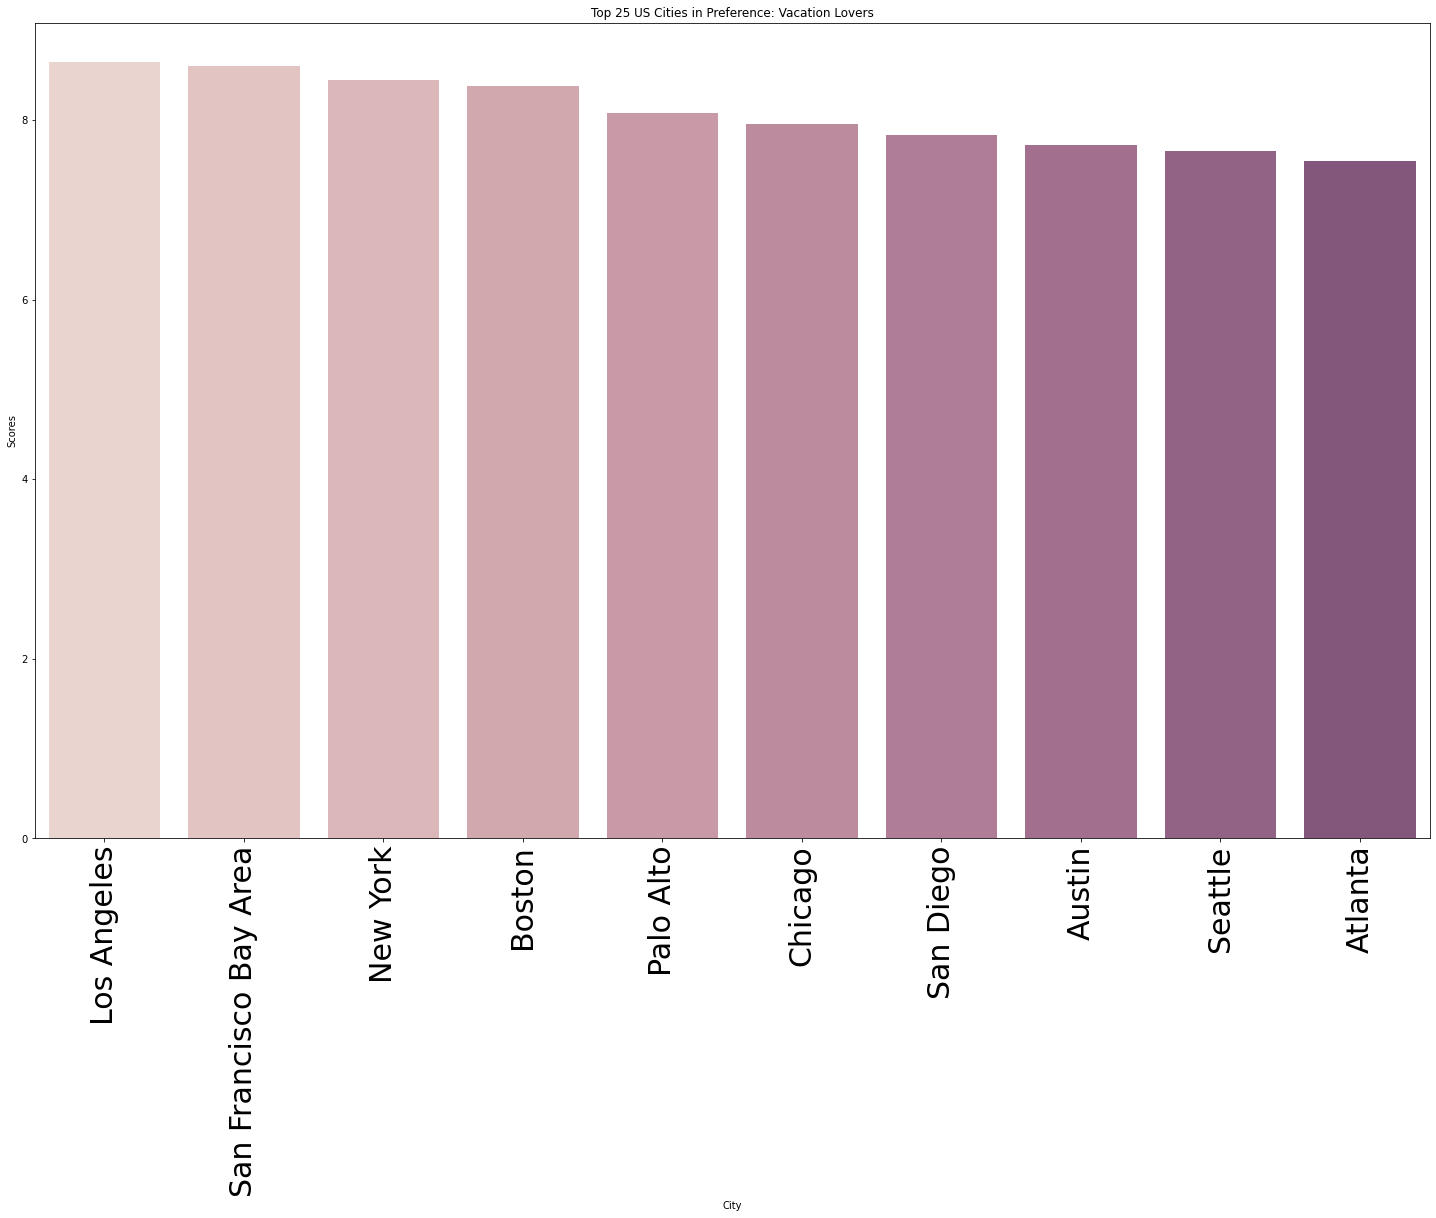 Top 25 US Cities in Preference: Vacation Lovers
Scores
8
6
4
2
0
Los Angeles
San Francisco Bay Area
New York
Boston
Palo Alto
Chicago
San Diego
Austin
Seattle
Atlanta
City